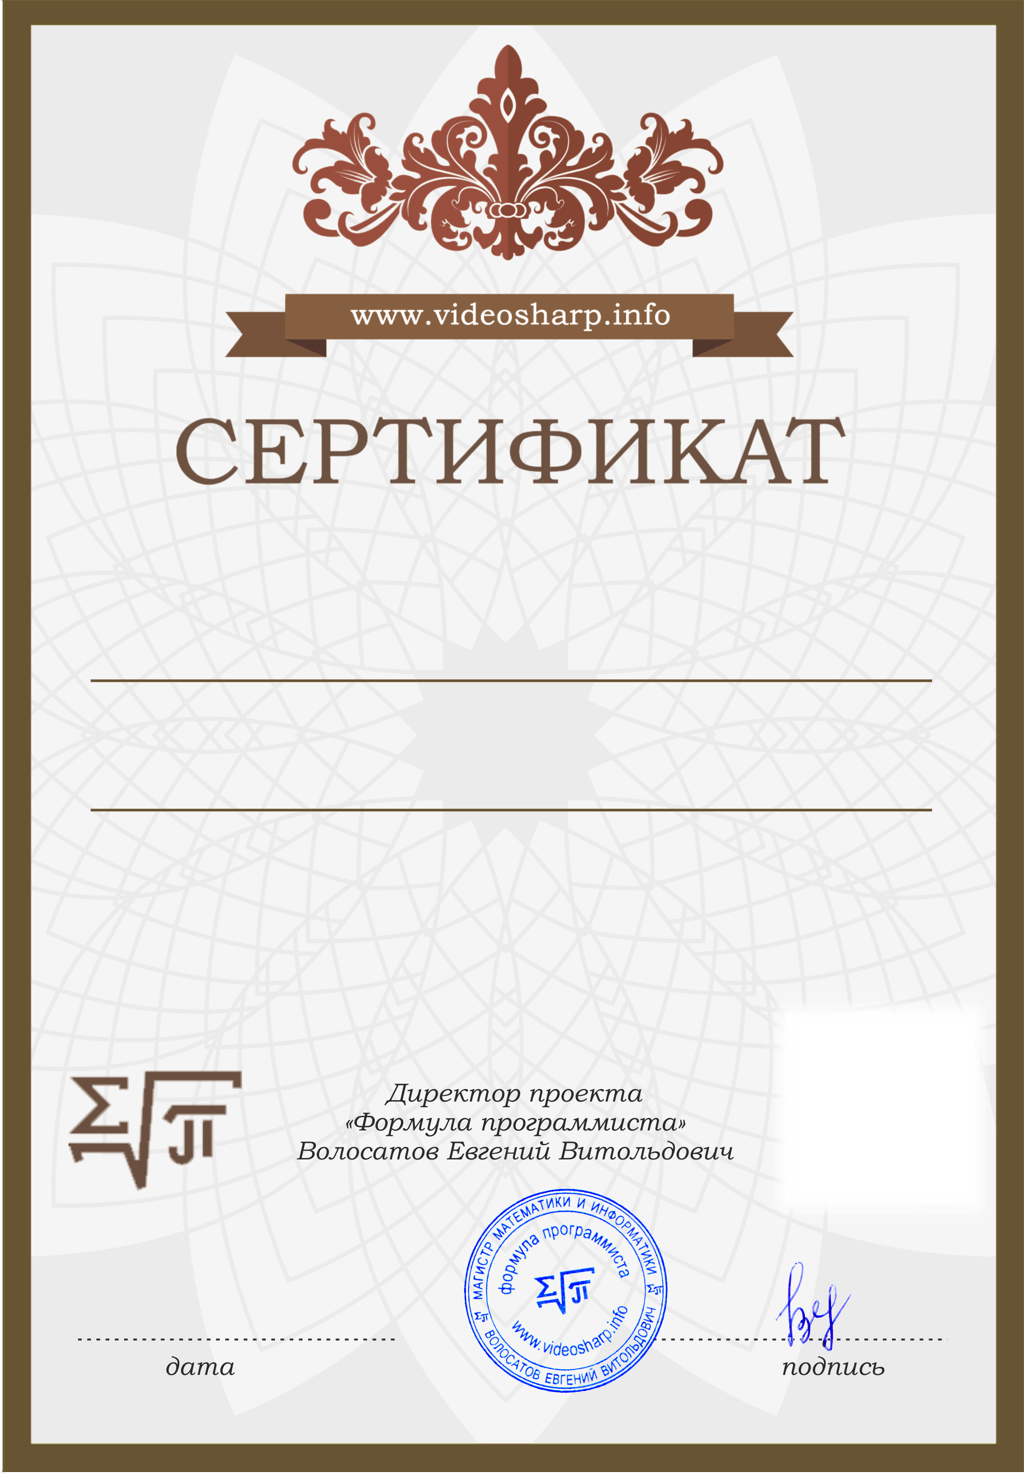 www.videosharp.info
СЕРТИФИКАТ
Директор проекта
«Формула программиста»
Волосатов Евгений Витольдович
МАГИСТР МАТЕМАТИКИ И ИНФОРМАТИКИ
формула программиста
www.videosharp.info
ВОЛОСАТОВ ЕВГЕНИЙ ВИТОЛЬДОВИЧ
дата
подпись